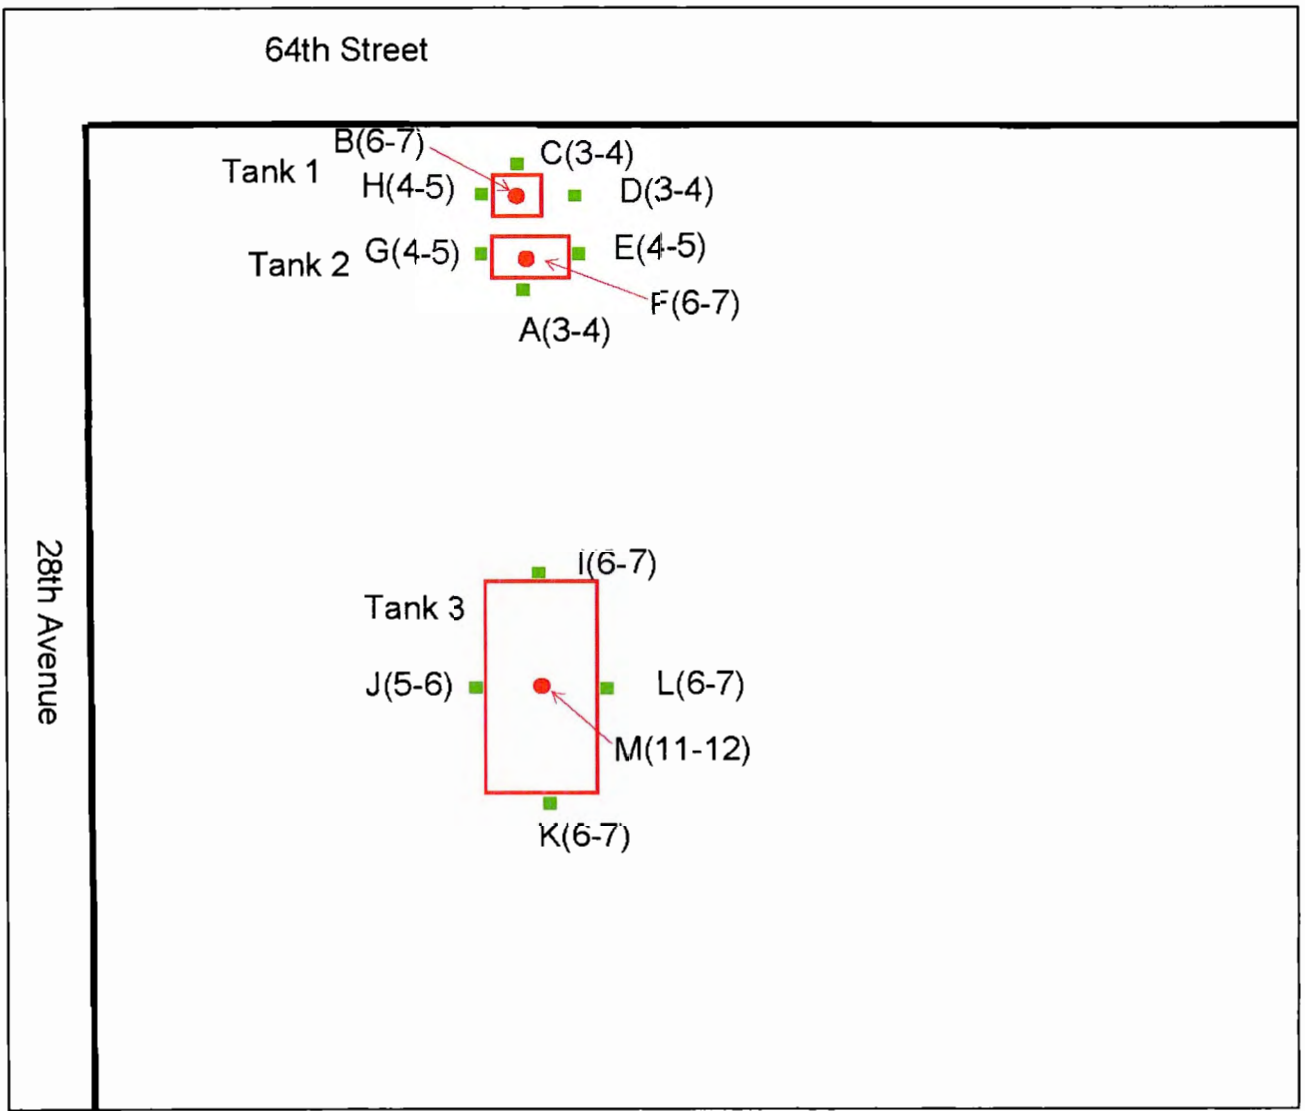 64th Street
B(6-7)
C(3-4)
Tank 1
H(4-5)
D(3-4)
Tank 2
G(4-5)
E(4-5)
F(6-7)
A(3-4)
28th Avenue
I(6-7)
Tank 3
J(5-6)
L(6-7)
M(11-12)
K(6-7)